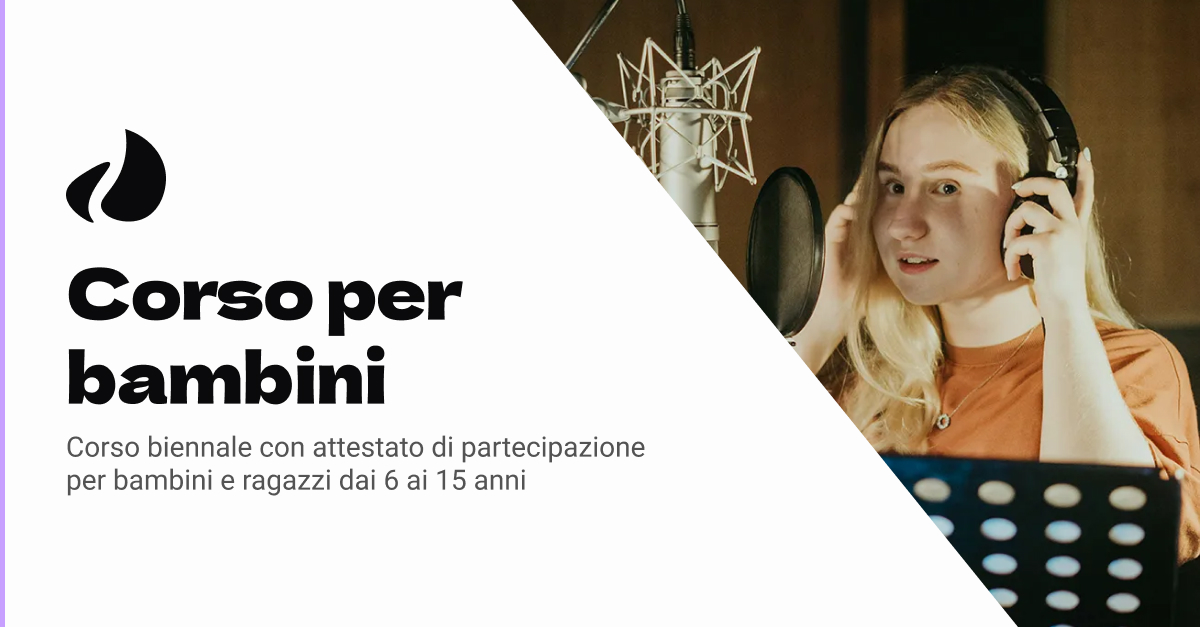 Corso per
bambini
Corso biennale con attestato di partecipazione
per bambini e ragazzi dai 6 ai 15 anni